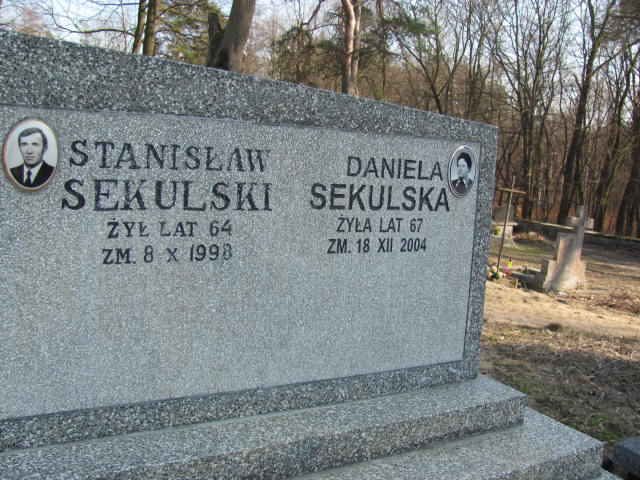 STANISŁAW
SEKULSKI
ŻYŁ LAT 64
ZM. 8 X 1998
DANIELA
SEKULSKA
ŻYŁA LAT 67
ZM. 18 XII 2004